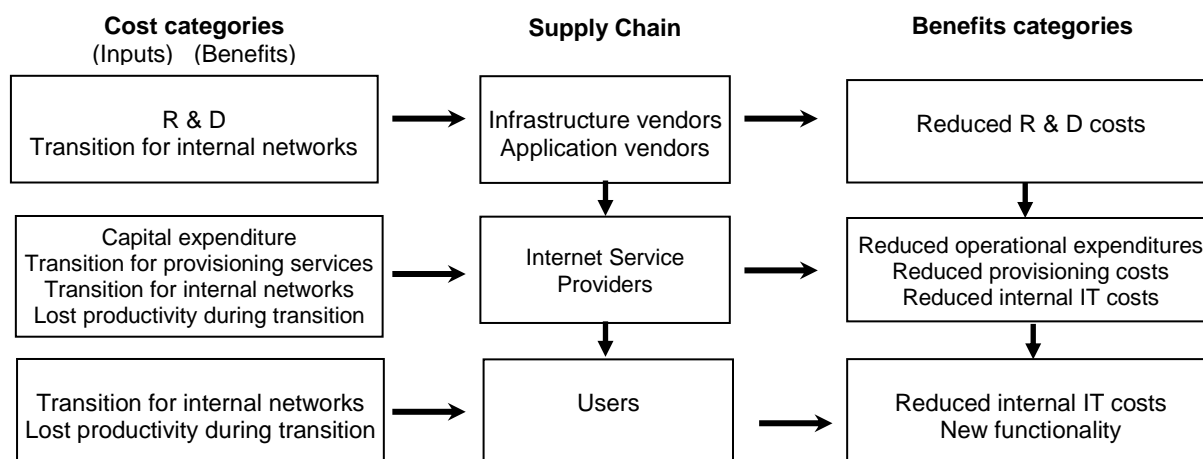 Cost categories
(Inputs) (Benefits)
Supply Chain
Benefits categories
R & D
Transition for internal networks
Infrastructure vendors
Application vendors
Reduced R & D costs
Capital expenditure
Transition for provisioning services
Transition for internal networks
Lost productivity during transition
Internet Service
Providers
Reduced operational expenditures
Reduced provisioning costs
Reduced internal IT costs
Transition for internal networks
Lost productivity during transition
Users
Reduced internal IT costs
New functionality